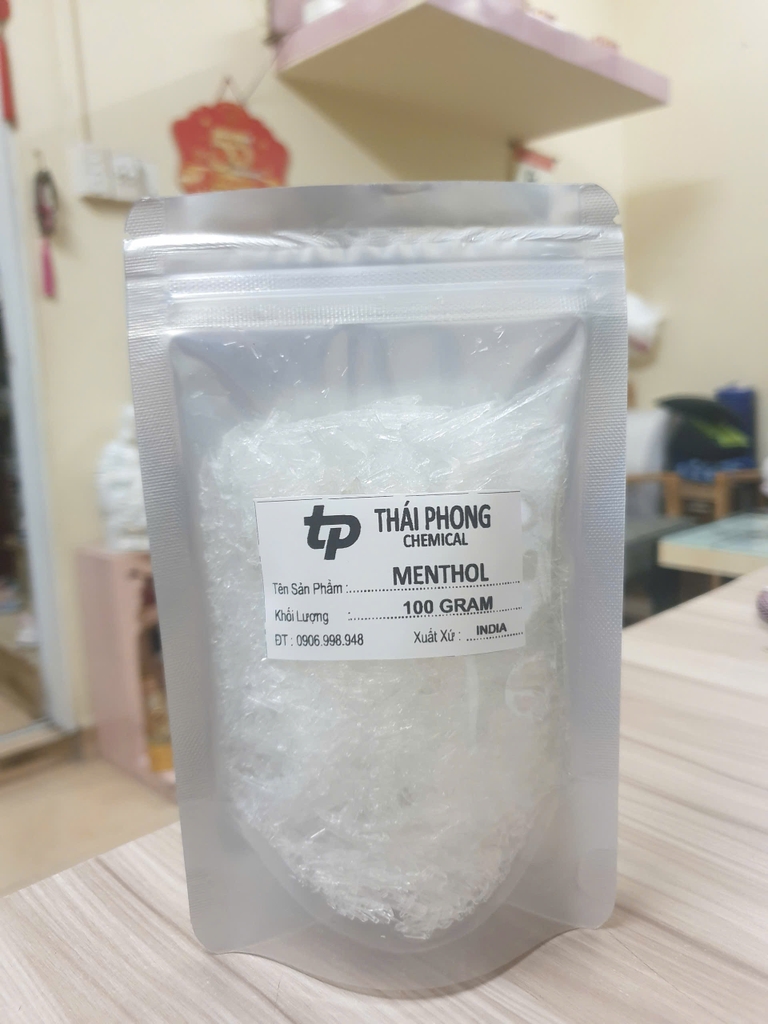 tp THÁI PHONG
CHEMICAL
Tên Sản Phẩm : MENTHOL
Khối Lượng : 100 GRAM
ĐT : 0906.998.948 Xuất Xứ : INDIA